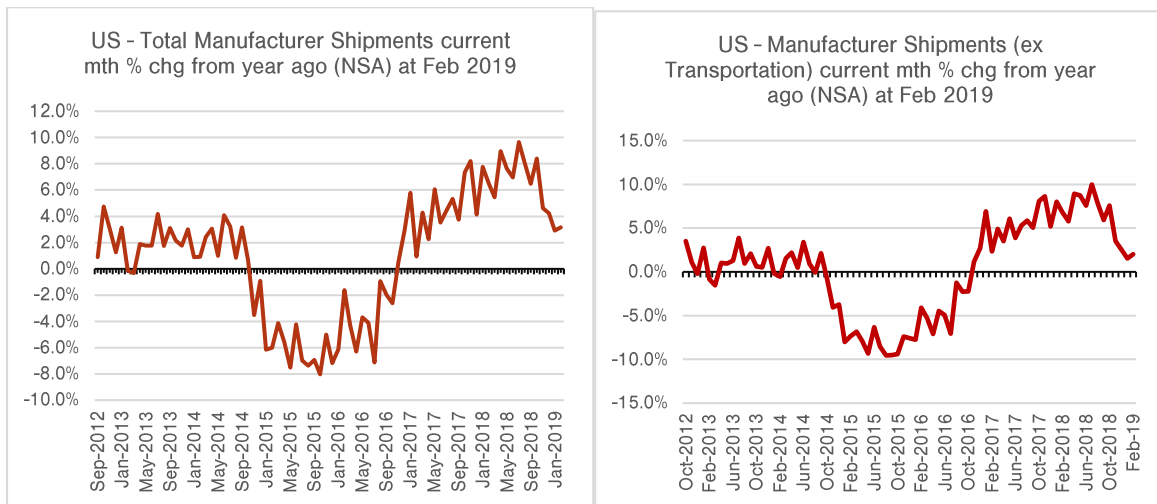 US – Total Manufacturer Shipments current
mth % chg from year ago (NSA) at Feb 2019
12.0%
10.0%
8.0%
6.0%
4.0%
2.0%
0.0%
-2.0%
-4.0%
-6.0%
-8.0%
-10.0%
Sep-2012
Jan-2013
May-2013
Sep-2013
Jan-2014
May-2014
Sep-2014
Jan-2015
May-2015
Sep-2015
Jan-2016
May-2016
Sep-2016
Jan-2017
May-2017
Sep-2017
Jan-2018
May-2018
Sep-2018
Jan-2019
US – Manufacturer Shipments (ex
Transportation) current mth % chg from year
ago (NSA) at Feb 2019
15.0%
10.0%
5.0%
0.0%
-5.0%
-10.0%
-15.0%
Oct-2012
Feb-2013
Jun-2013
Oct-2013
Feb-2014
Jun-2014
Oct-2014
Feb-2015
Jun-2015
Oct-2015
Feb-2016
Jun-2016
Oct-2016
Feb-2017
Jun-2017
Oct-2017
Feb-2018
Jun-2018
Oct-2018
Feb-19